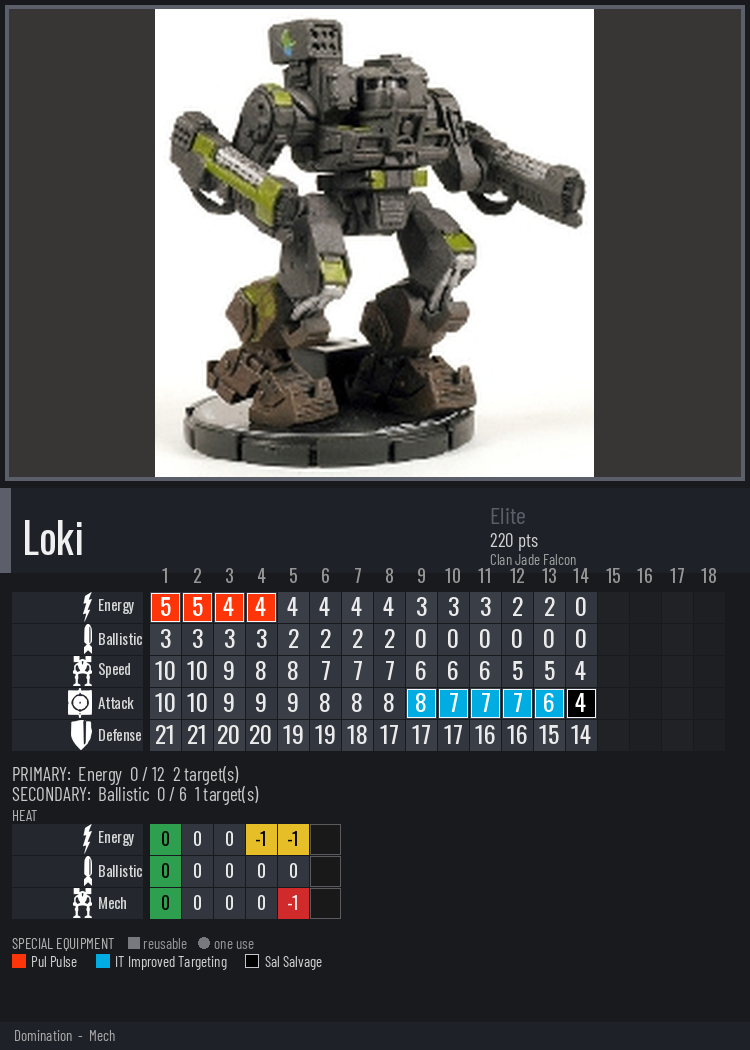 Loki
Elite
220 pts
Clan Jade Falcon
1 2 3 4 5 6 7 8 9 10 11 12 13 14 15 16 17 18
Energy 5 5 4 4 4 4 4 4 3 3 3 2 2 0
Ballistic 3 3 3 3 2 2 2 2 0 0 0 0 0 0
Speed 10 10 9 8 8 7 7 7 6 6 6 5 5 4
Attack 10 10 9 9 9 8 8 8 8 7 7 7 6 4
Defense 21 21 20 20 19 19 18 17 17 17 16 16 15 14
PRIMARY: Energy 0 / 12 2 target(s)
SECONDARY: Ballistic 0 / 6 1 target(s)
HEAT
Energy 0 0 0 -1 -1
Ballistic 0 0 0 0 0
Mech 0 0 0 0 -1
SPECIAL EQUIPMENT reusable one use
Pul Pulse IT Improved Targeting Sal Salvage
Domination - Mech